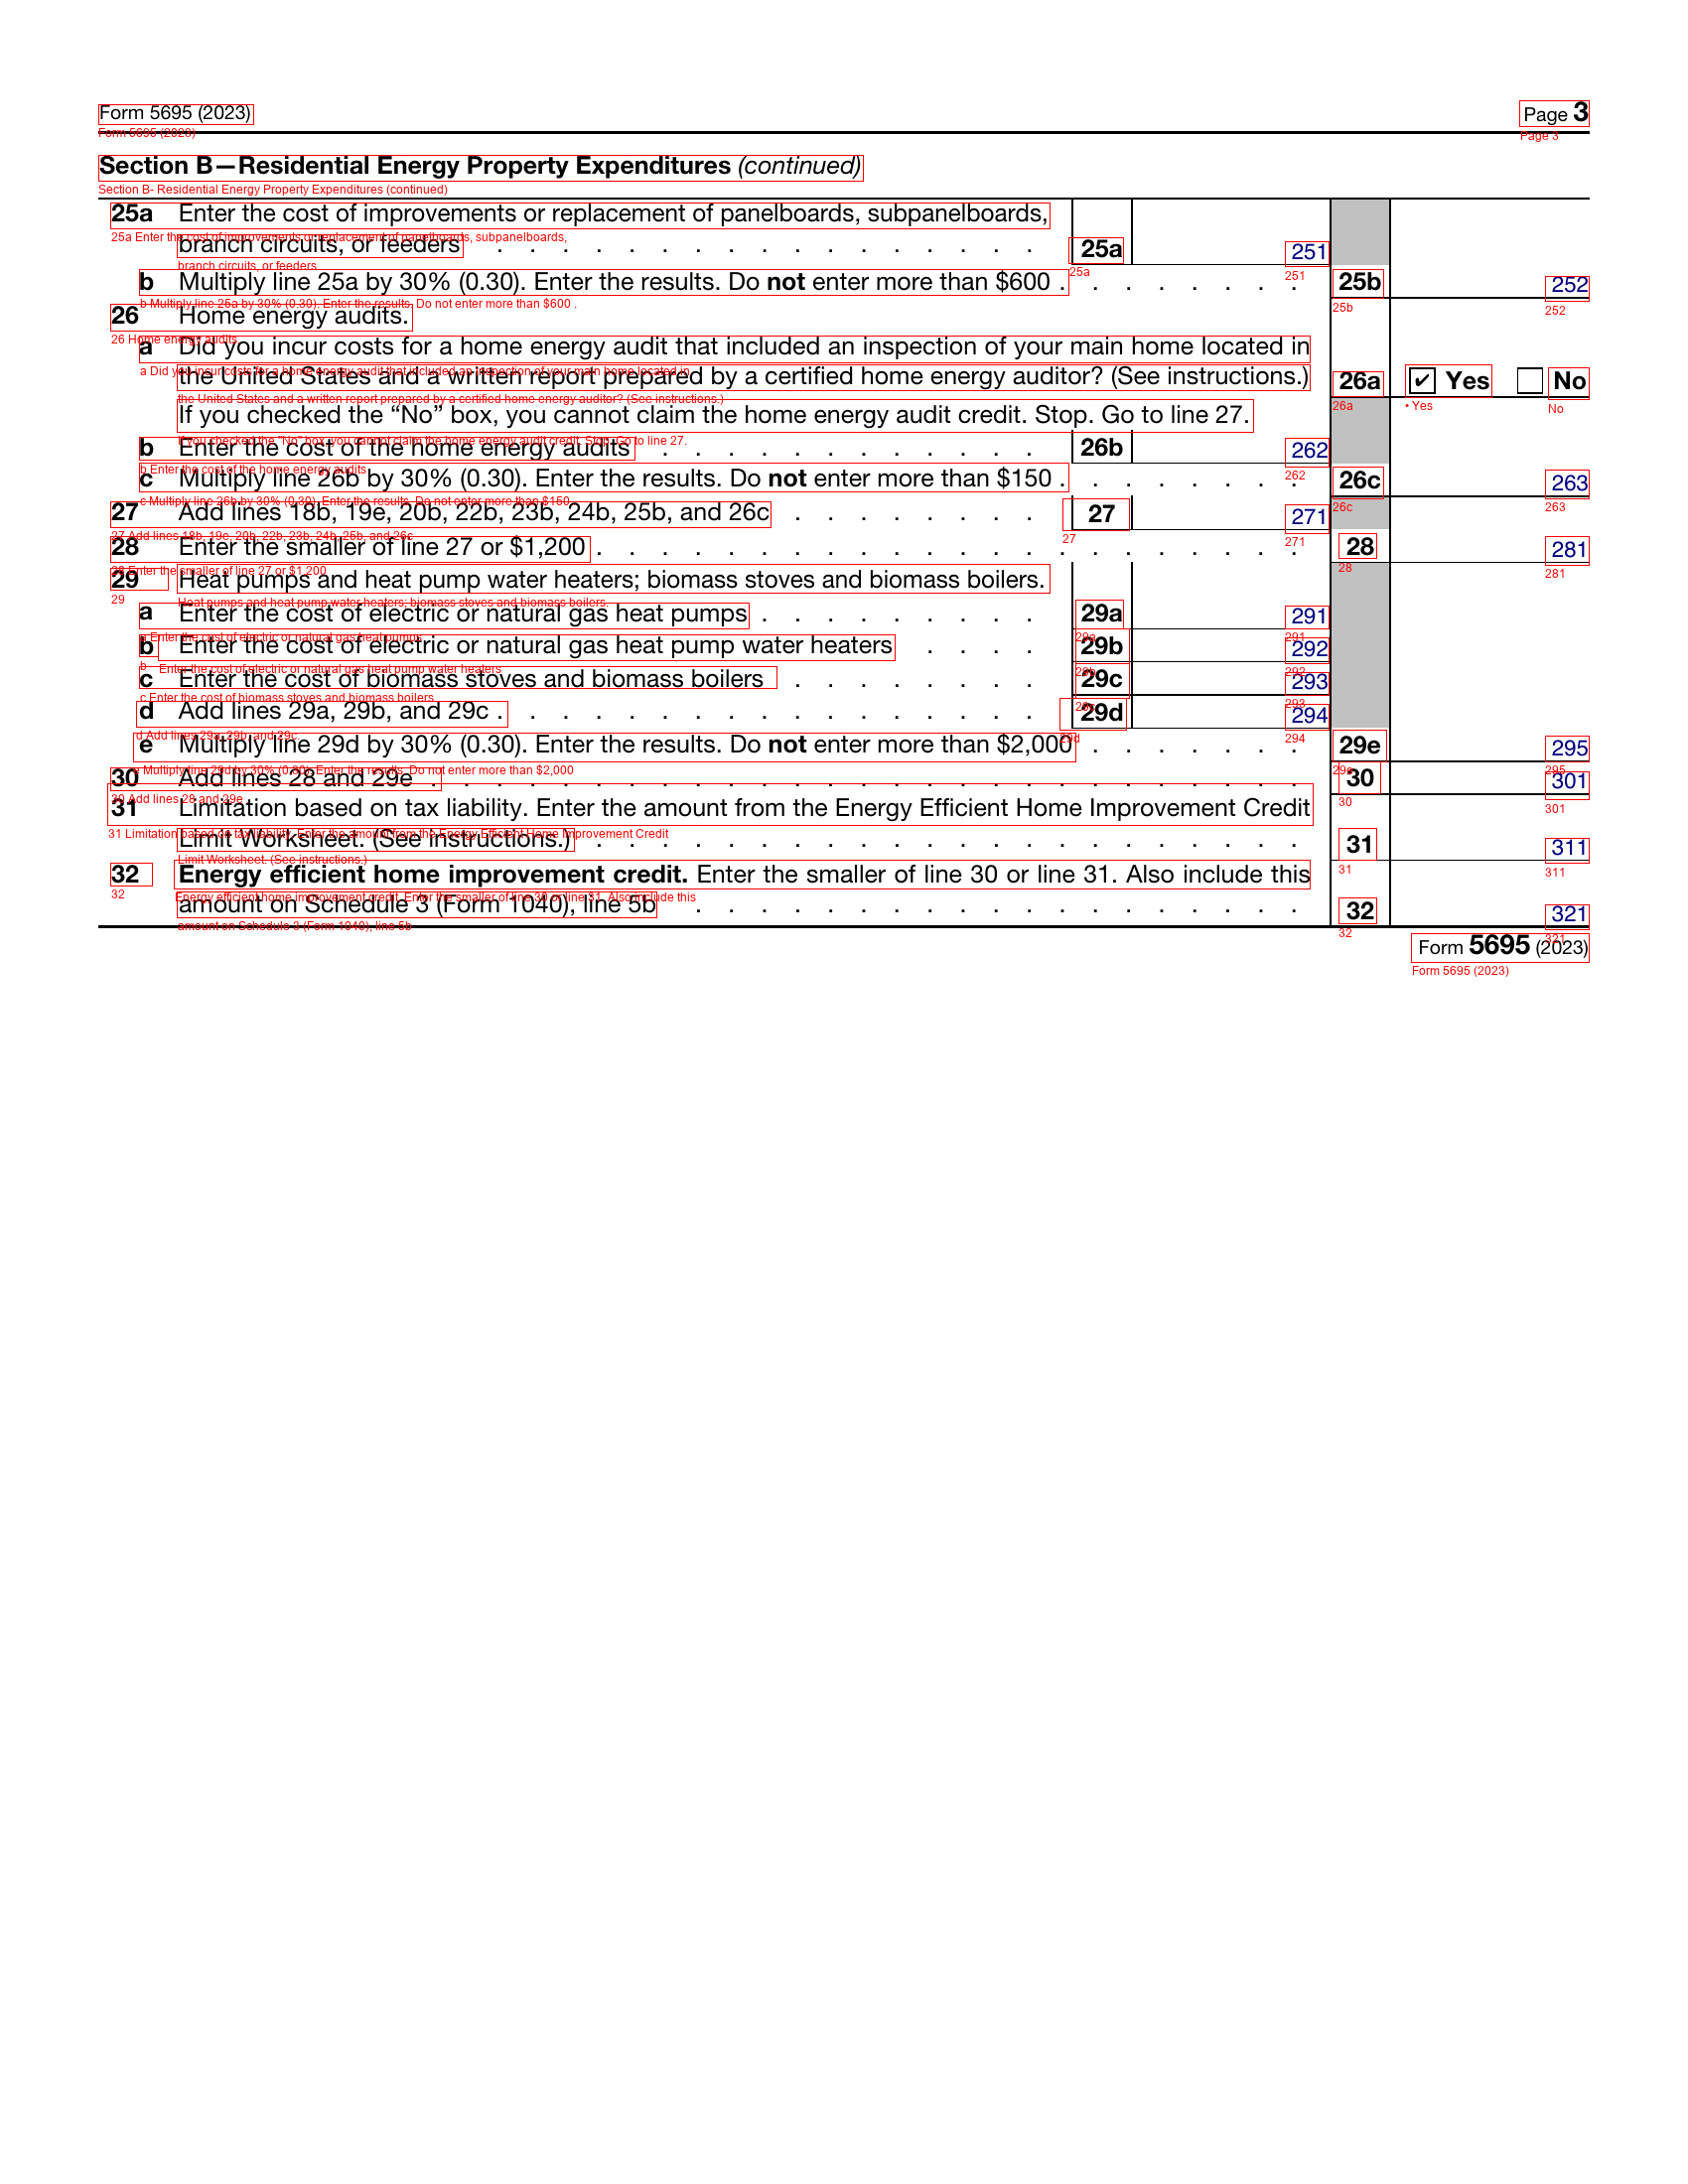 Form 5695 (2023) Page 3
Form 5695 (2023) Page 3
Section B—Residential Energy Property Expenditures (continued)
Section B- Residential Energy Property Expenditures (continued)
25a Enter the cost of improvements or replacement of panelboards, subpanelboards,
25a Enter the cost of improvements or replacement of panelboards, subpanelboards,
branch circuits, or feeders . . . . . . . . . . . . . . . . . 25a 251
branch circuits, or feeders 25a 251
b Multiply line 25a by 30% (0.30). Enter the results. Do not enter more than $600 . . . . . . . . 25b 252
b Multiply line 25a by 30% (0.30). Enter the results. Do not enter more than $600 . 25b 252
26 Home energy audits.
26 Home energy audits.
a Did you incur costs for a home energy audit that included an inspection of your main home located in
a Did you insur costs for a home energy audit that included an inspection of your main home located in
the United States and a written report prepared by a certified home energy auditor? (See instructions.) 26a ✔ Yes No
the United States and a written report prepared by a certified home energy auditor? (See instructions.) 26a • Yes No
If you checked the “No” box, you cannot claim the home energy audit credit. Stop. Go to line 27.
If you checked the "No" box, you cannot claim the home energy audit credit. Stop. Go to line 27.
b Enter the cost of the home energy audits . . . . . . . . . . . . 26b 262
b Enter the cost of the home energy audits 262
c Multiply line 26b by 30% (0.30). Enter the results. Do not enter more than $150 . . . . . . . . 26c 263
c Multiply line 26b by 30% (0.30). Enter the results. Do not enter more than $150 26c 263
27 Add lines 18b, 19e, 20b, 22b, 23b, 24b, 25b, and 26c . . . . . . . . 27 271
27 Add lines 18b, 19e, 20b, 22b, 23b, 24b, 25b, and 26c 27 271
28 Enter the smaller of line 27 or $1,200 . . . . . . . . . . . . . . . . . . . . . . 28 281
28 Enter the smaller of line 27 or $1,200 28 281
29 Heat pumps and heat pump water heaters; biomass stoves and biomass boilers.
29 Heat pumps and heat pump water heaters; biomass stoves and biomass boilers.
a Enter the cost of electric or natural gas heat pumps . . . . . . . . . 29a 291
a Enter the cost of electric or natural gas heat pumps 29a 291
b Enter the cost of electric or natural gas heat pump water heaters . . . . 29b 292
b Enter the cost of electric or natural gas heat pump water heaters 29b 292
c Enter the cost of biomass stoves and biomass boilers . . . . . . . . 29c 293
c Enter the cost of biomass stoves and biomass boilers 29c 293
d Add lines 29a, 29b, and 29c . . . . . . . . . . . . . . . . . 29d 294
d Add lines 29a, 29b, and 29c. 29d 294
e Multiply line 29d by 30% (0.30). Enter the results. Do not enter more than $2,000 . . . . . . . 29e 295
e Multiply line 29d by 30% (0.30). Enter the results. Do not enter more than $2,000 29e 295
30 Add lines 28 and 29e . . . . . . . . . . . . . . . . . . . . . . . . . . . 30 301
30 Add lines 28 and 29e 30 301
31 Limitation based on tax liability. Enter the amount from the Energy Efficient Home Improvement Credit
31 Limitation based on tax liability. Enter the amount from the Energy Efficient Home Improvement Credit
Limit Worksheet. (See instructions.) . . . . . . . . . . . . . . . . . . . . . . 31 311
Limit Worksheet. (See instructions.) 31 311
32 Energy efficient home improvement credit. Enter the smaller of line 30 or line 31. Also include this
32 Energy efficient home improvement credit. Enter the smaller of line 30 or line 31. Also include this
amount on Schedule 3 (Form 1040), line 5b . . . . . . . . . . . . . . . . . . . 32 321
amount on Schedule 3 (Form 1040), line 5b 32 321
Form 5695 (2023)
Form 5695 (2023)